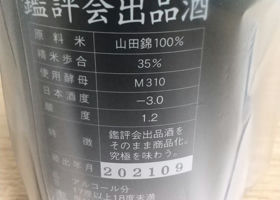 鑑評会出品酒
原料米 山田錦100%
精米歩合 35%
使用酵母 M310
日本酒度 -3.0
酸度 1.2
特徴 鑑評会出品酒を
そのまま商品化。
究極を味わう。
出年月 202109
アルコール分
17度以上18度未満